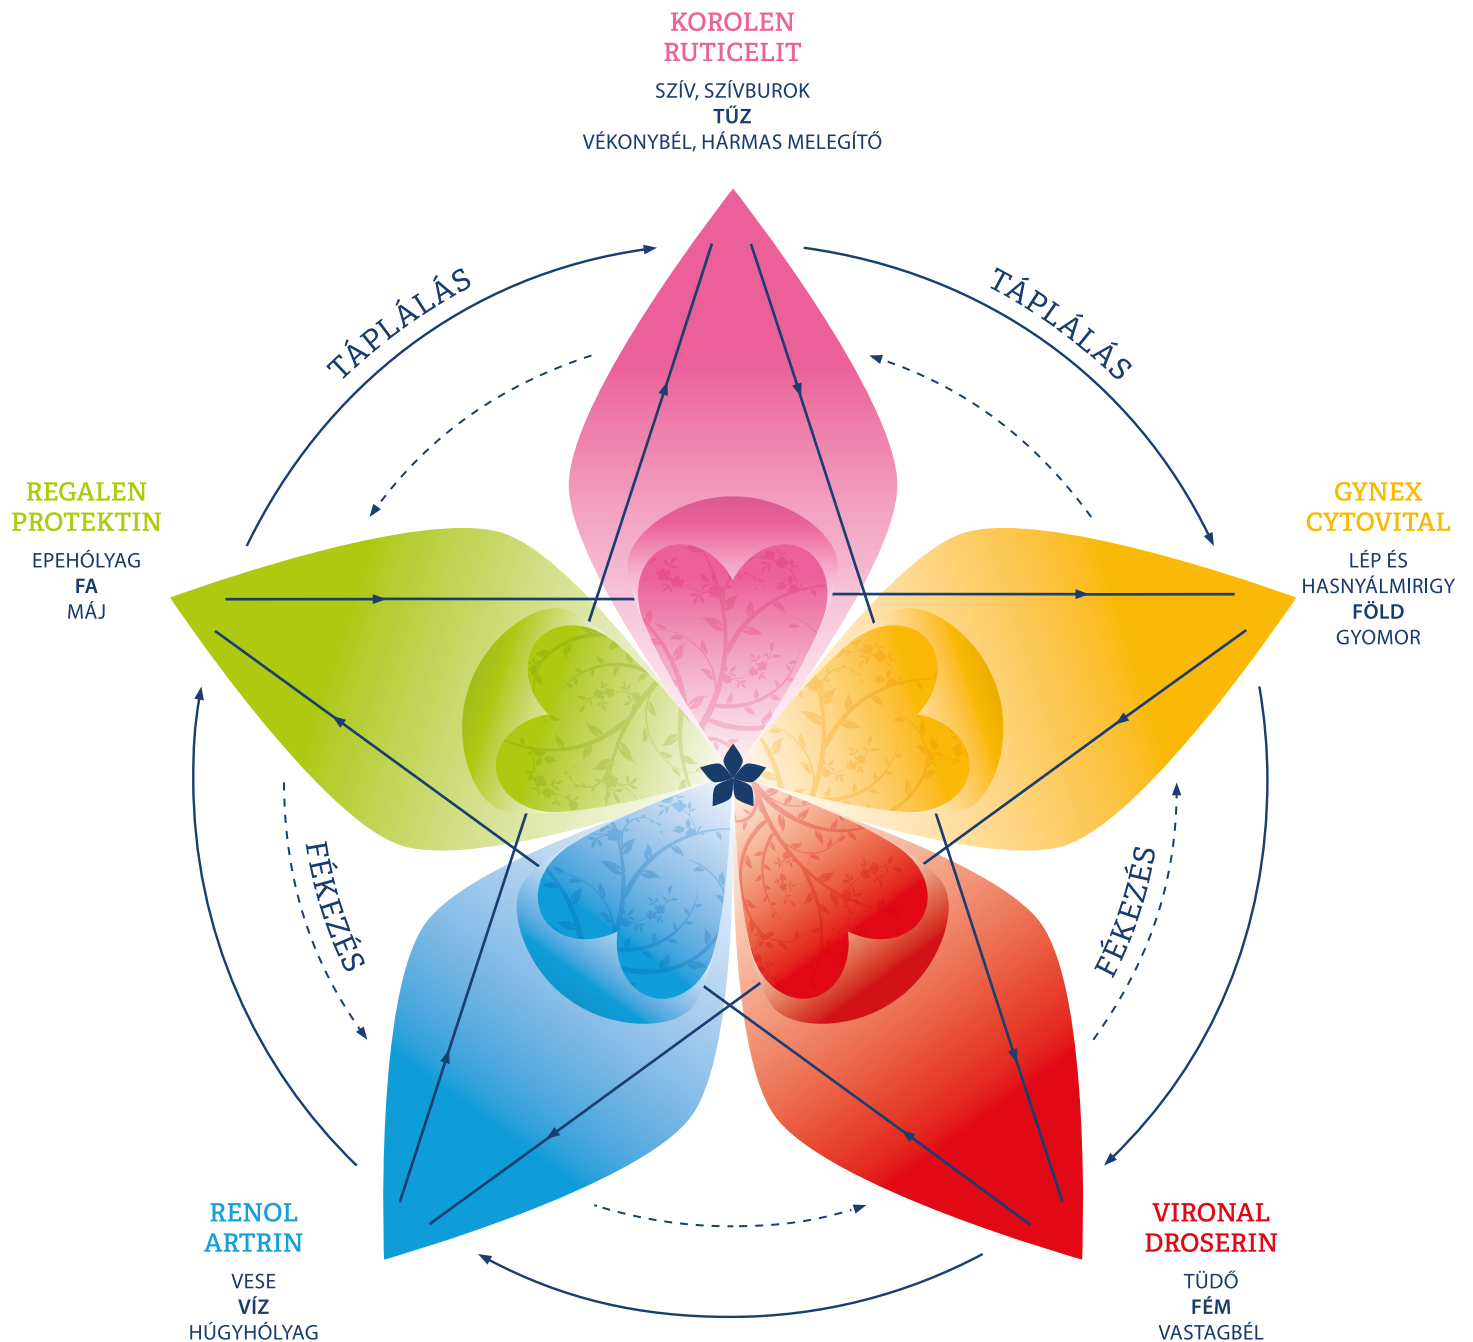 KOROLEN
RUTICELIT
SZÍV, SZÍVBUROK
TŰZ
VÉKONYBÉL, HÁRMAS MELEGÍTŐ
TÁPLÁLÁS
TÁPLÁLÁS
REGALEN
PROTEKTIN
EPEHÓLYAG
FA
MÁJ
GYNEX
CYTOVITAL
LÉP ÉS
HASNYÁLMIRIGY
FÖLD
GYOMOR
FÉKEZÉS
FÉKEZÉS
RENOL
ARTRIN
VESE
VÍZ
HÚGYHÓLYAG
VIRONAL
DROSERIN
TÜDŐ
FÉM
VASTAGBÉL